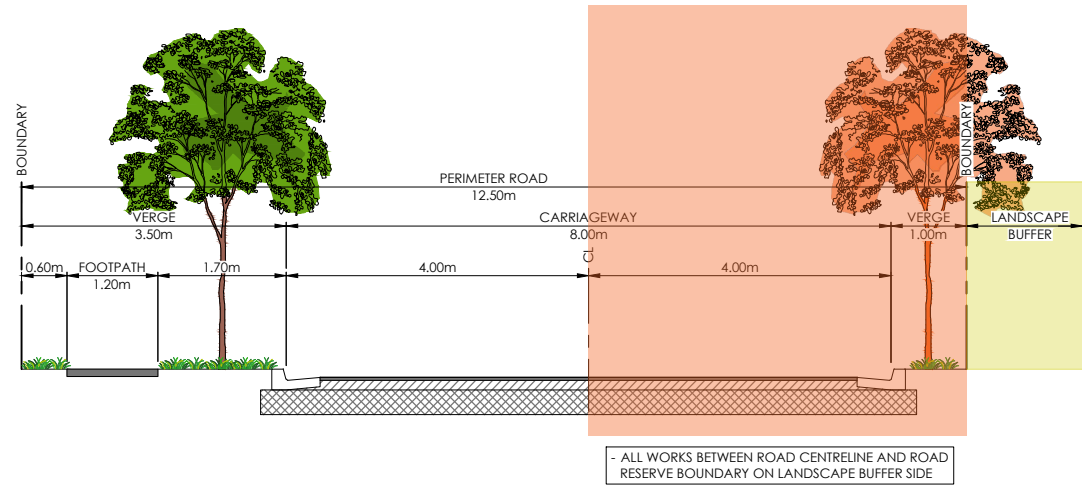 BOUNDARY
BOUNDARY
PERIMETER ROAD
12.50m
VERGE
3.50m
CARRIAGEWAY
8.00m
VERGE
1.00m
LANDSCAPE
BUFFER
CL
0.60m
FOOTPATH
1.20m
1.70m
4.00m
4.00m
- ALL WORKS BETWEEN ROAD CENTRELINE AND ROAD
RESERVE BOUNDARY ON LANDSCAPE BUFFER SIDE